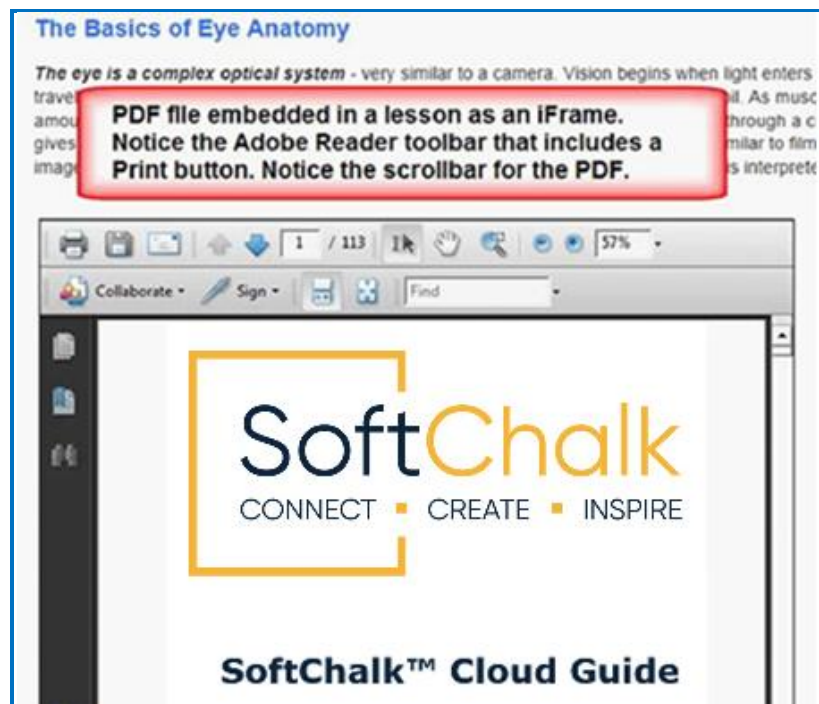 The Basics of Eye Anatomy
The eye is a complex optical system - very similar to a camera. Vision begins when light enters
PDF file embedded in a lesson as an iFrame.
Notice the Adobe Reader toolbar that includes a
Print button. Notice the scrollbar for the PDF.
1 / 113 57%
Collaborate Sign Find
SoftChalk
CONNECT ▪ CREATE ▪ INSPIRE
SoftChalk™ Cloud Guide